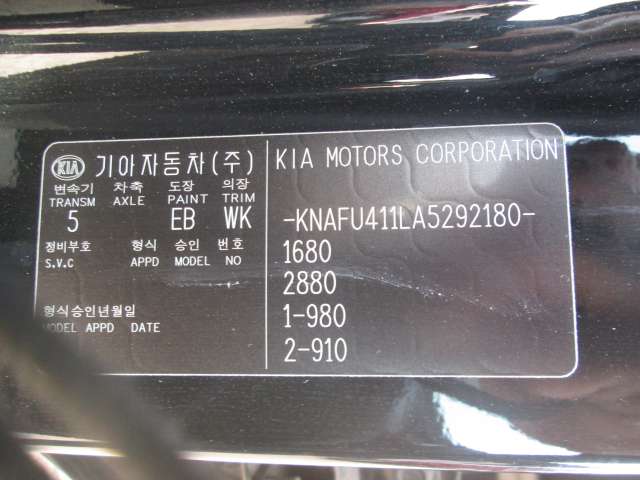 KIA 기아자동차(주)
변속기 차축 도장 의장
TRANSM AXLE PAINT TRIM
5 EB WK
정비부호 형식 승인 번호
S.V.C APPD MODEL NO
형식승인년월일
MODEL APPD DATE
KIA MOTORS CORPORATION
-KNAFU411LA5292180-
1680
2880
1-980
2-910